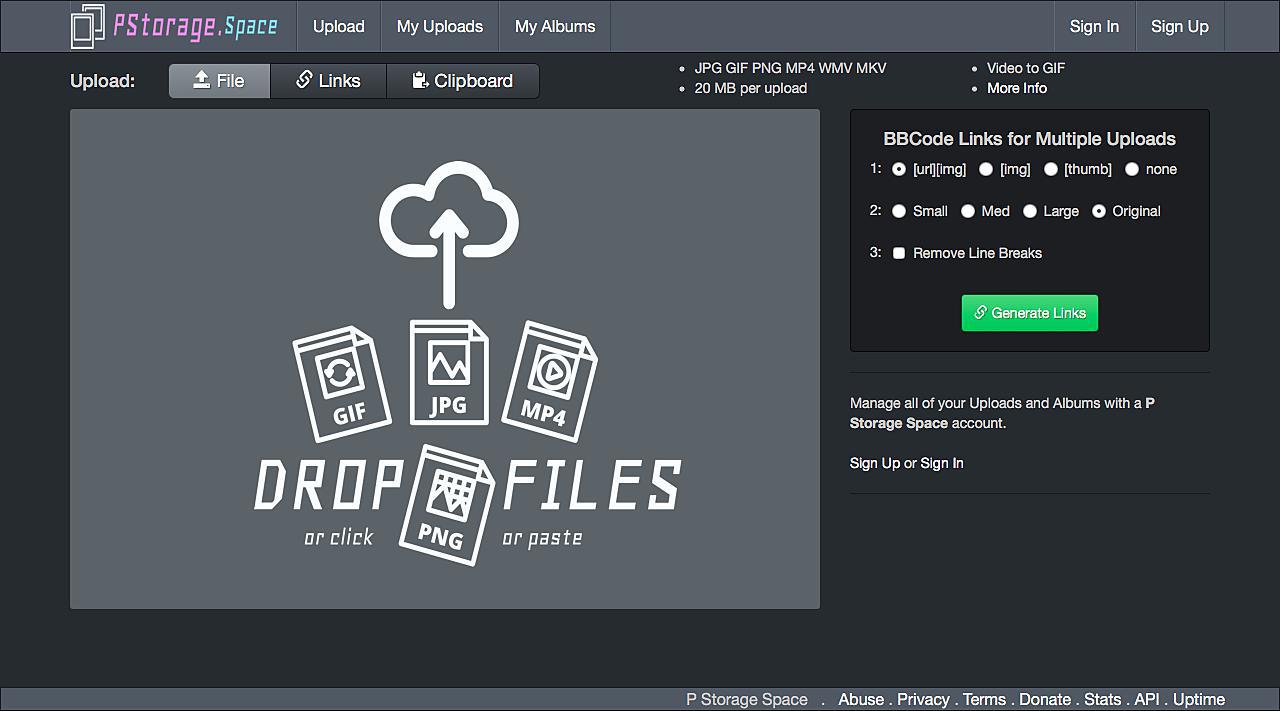 PStorage.Space Upload My Uploads My Albums Sign In Sign Up
Upload: File Links Clipboard
JPG GIF PNG MP4 WMV MKV
20 MB per upload
Video to GIF
More Info
GIF JPG MP4
DROP FILES
PNG
or click or paste
BBCode Links for Multiple Uploads
1: [url][img] [img] [thumb] none
2: Small Med Large Original
3: Remove Line Breaks
Generate Links
Manage all of your Uploads and Albums with a P
Storage Space account.
Sign Up or Sign In
P Storage Space . Abuse . Privacy . Terms . Donate . Stats . API . Uptime